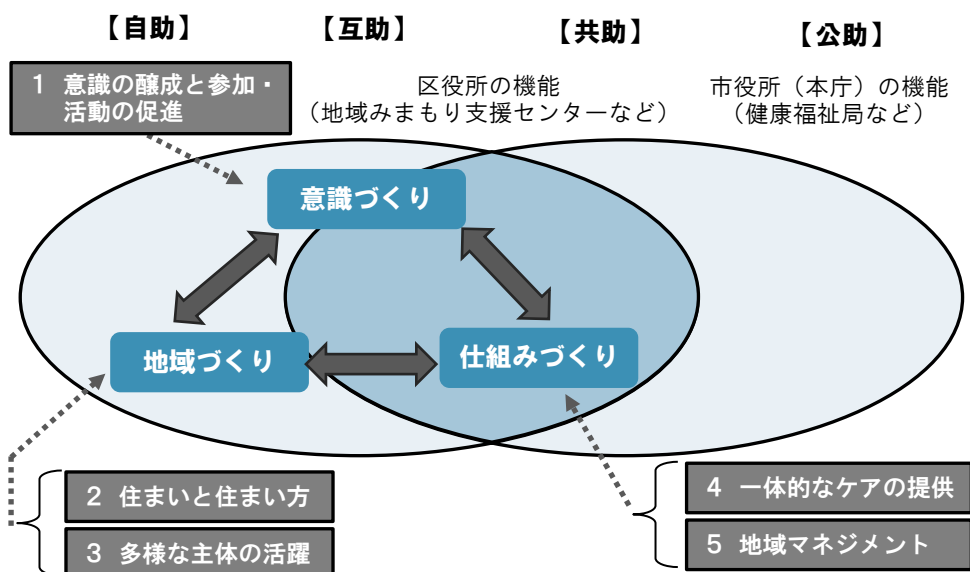 【自助】 【互助】 【共助】 【公助】
1 意識の醸成と参加・
活動の促進
区役所の機能
（地域みまもり支援センターなど）
市役所（本庁）の機能
（健康福祉局など）
意識づくり
地域づくり
仕組みづくり
2 住まいと住まい方
3 多様な主体の活躍
4 一体的なケアの提供
5 地域マネジメント